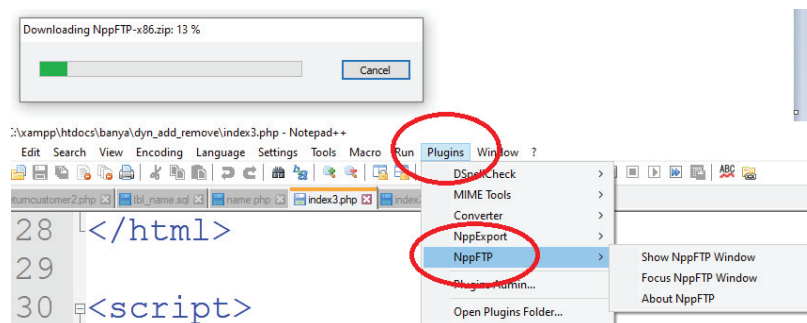 Downloading NppFTP-x86.zip: 13 %
Cancel
:\xampp\htdocs\banya\dyn_add_remove\index3.php - Notepad++
Edit Search View Encoding Language Settings Tools Macro Run Plugins Window ?
ABC
turncustomer2.php tbl_name.sql name.php index3.php index
DSpellCheck
MIME Tools
Converter
NppExport
NppFTP
Plugins Admin...
Open Plugins Folder...
Show NppFTP Window
Focus NppFTP Window
About NppFTP
28 </html>
29
30 <script>